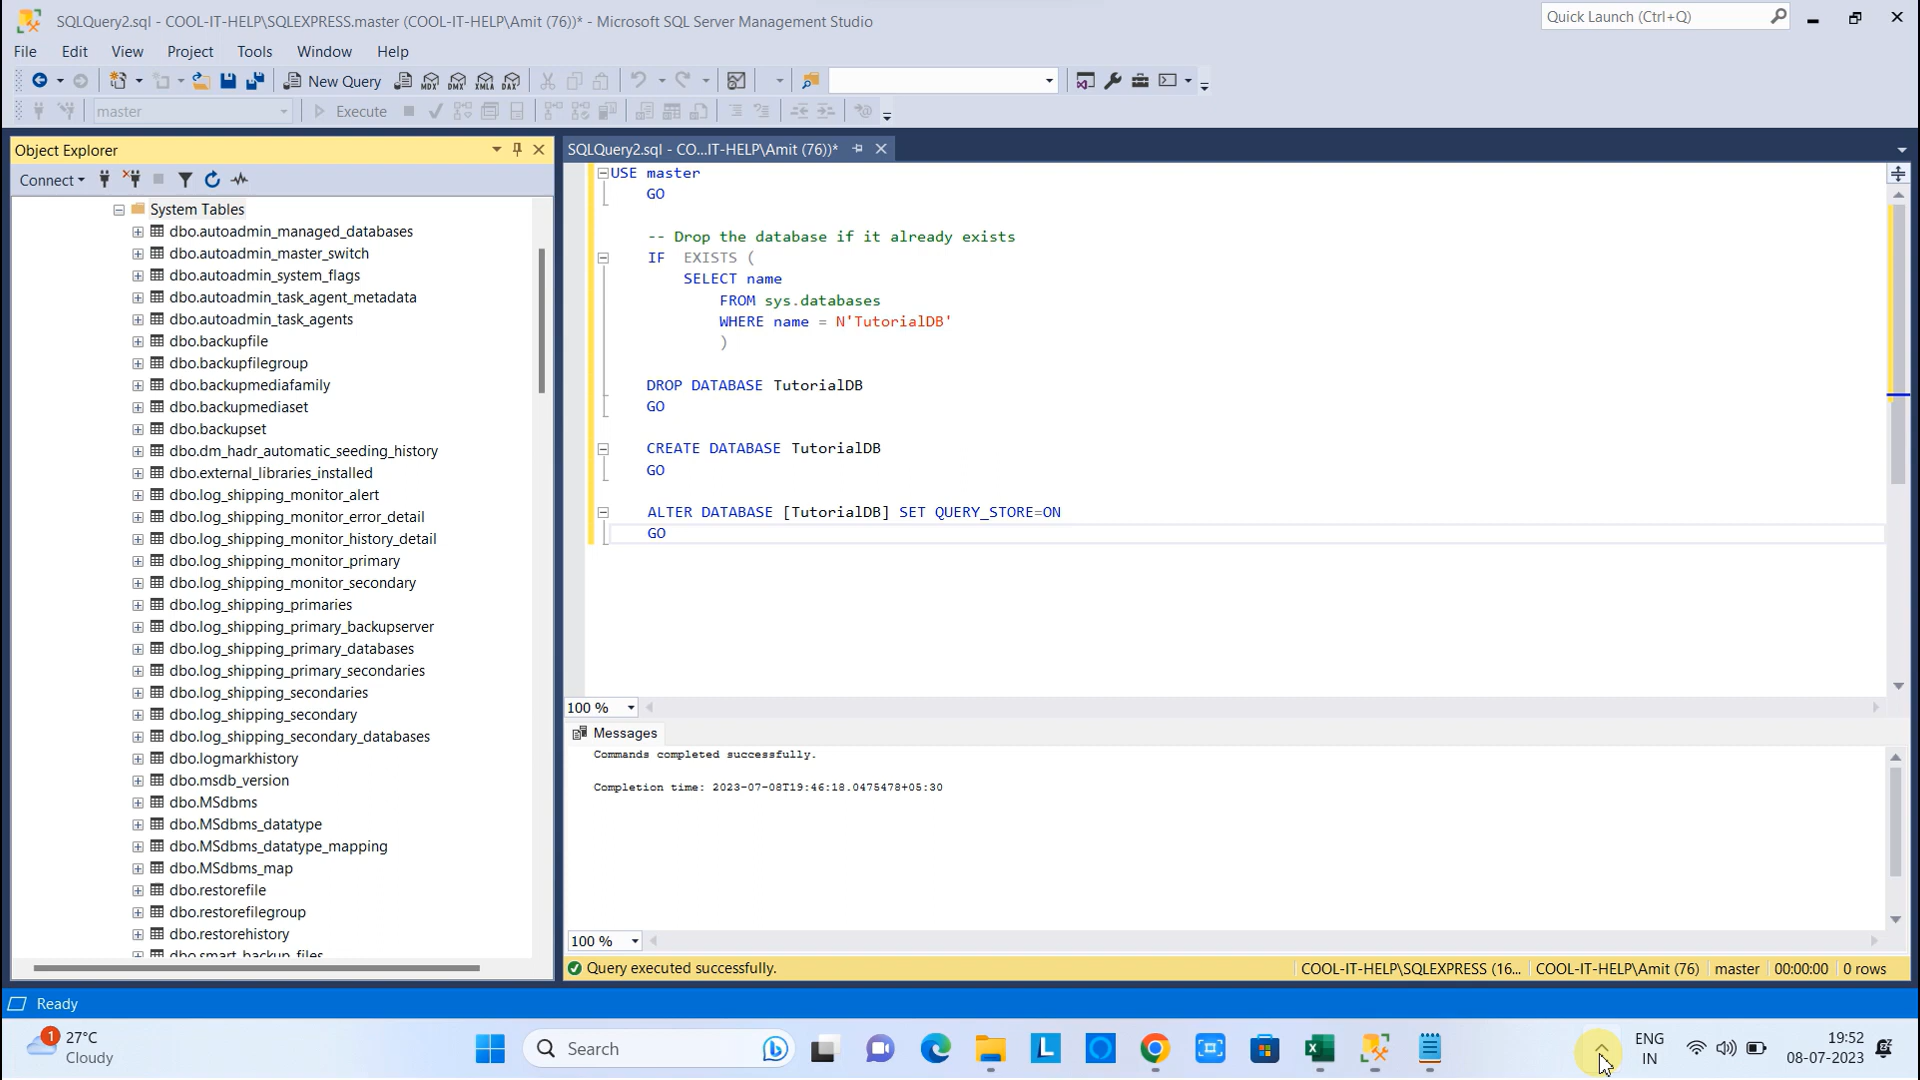 SQLQuery2.sql - COOL-IT-HELP\SQLEXPRESS.master (COOL-IT-HELP\Amit (76))* - Microsoft SQL Server Management Studio
Quick Launch (Ctrl+Q)
File Edit View Project Tools Window Help
New Query MDX DMX XMLA DAX
master Execute
Object Explorer
Connect
System Tables
dbo.autoadmin_managed_databases
dbo.autoadmin_master_switch
dbo.autoadmin_system_flags
dbo.autoadmin_task_agent_metadata
dbo.autoadmin_task_agents
dbo.backupfile
dbo.backupfilegroup
dbo.backupmediafamily
dbo.backupmediaset
dbo.backupset
dbo.dm_hadr_automatic_seeding_history
dbo.external_libraries_installed
dbo.log_shipping_monitor_alert
dbo.log_shipping_monitor_error_detail
dbo.log_shipping_monitor_history_detail
dbo.log_shipping_monitor_primary
dbo.log_shipping_monitor_secondary
dbo.log_shipping_primaries
dbo.log_shipping_primary_backupserver
dbo.log_shipping_primary_databases
dbo.log_shipping_primary_secondaries
dbo.log_shipping_secondaries
dbo.log_shipping_secondary
dbo.log_shipping_secondary_databases
dbo.logmarkhistory
dbo.msdb_version
dbo.MSdbms
dbo.MSdbms_datatype
dbo.MSdbms_datatype_mapping
dbo.MSdbms_map
dbo.restorefile
dbo.restorefilegroup
dbo.restorehistory
dbo.smart_backup_files
SQLQuery2.sql - CO...IT-HELP\Amit (76))*
USE master
GO
-- Drop the database if it already exists
IF EXISTS (
SELECT name
FROM sys.databases
WHERE name = N'TutorialDB'
)
DROP DATABASE TutorialDB
GO
CREATE DATABASE TutorialDB
GO
ALTER DATABASE [TutorialDB] SET QUERY_STORE=ON
GO
100 %
Messages
Commands completed successfully.
Completion time: 2023-07-08T19:46:18.0475478+05:30
100 %
Query executed successfully.
COOL-IT-HELP\SQLEXPRESS (16... COOL-IT-HELP\Amit (76) master 00:00:00 0 rows
Ready
1
27°C
Cloudy
Search
ENG
IN
19:52
08-07-2023